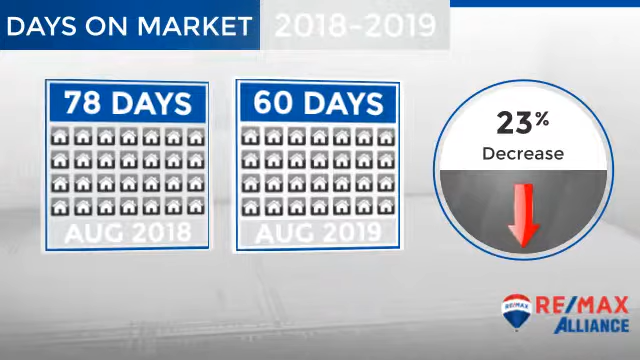 DAYS ON MARKET 2018-2019
78 DAYS
AUG 2018
60 DAYS
AUG 2019
23%
Decrease
RE/MAX
RE/MAX
ALLIANCE